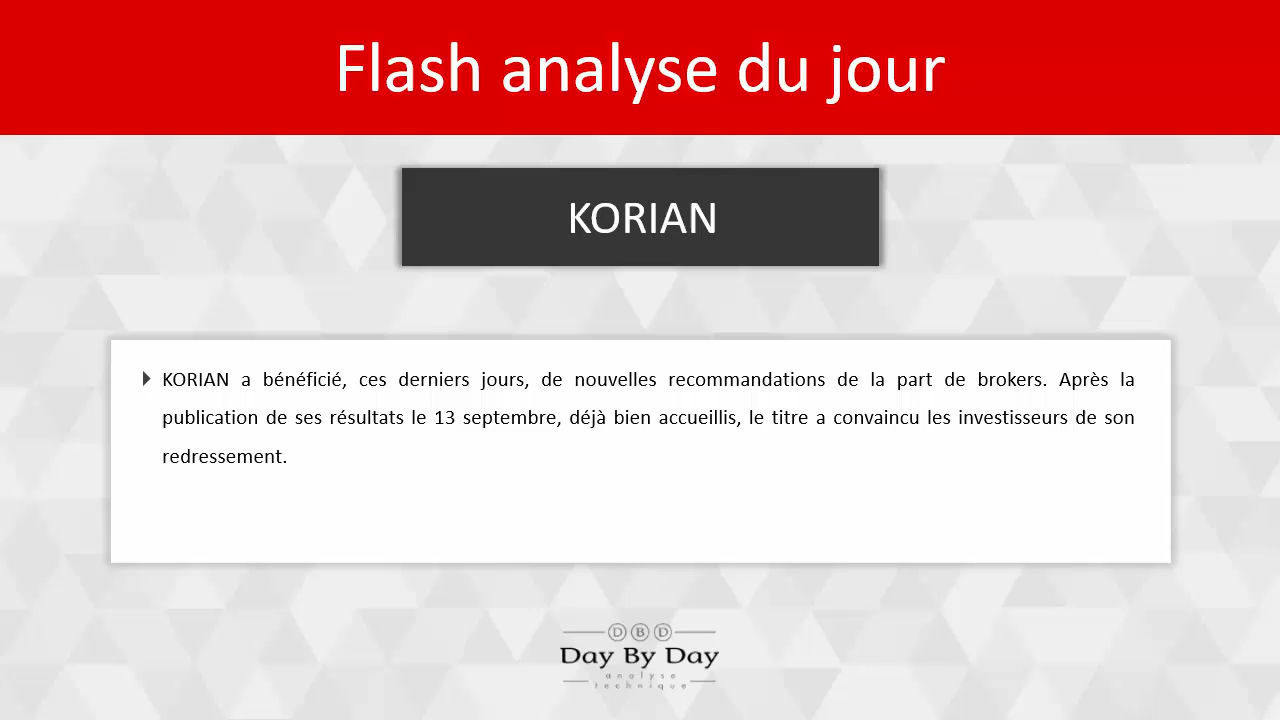 Flash analyse du jour
KORIAN
KORIAN a bénéficié, ces derniers jours, de nouvelles recommandations de la part de brokers. Après la
publication de ses résultats le 13 septembre, déjà bien accueillis, le titre a convaincu les investisseurs de son
redressement.
D B D
Day By Day
analyse
technique